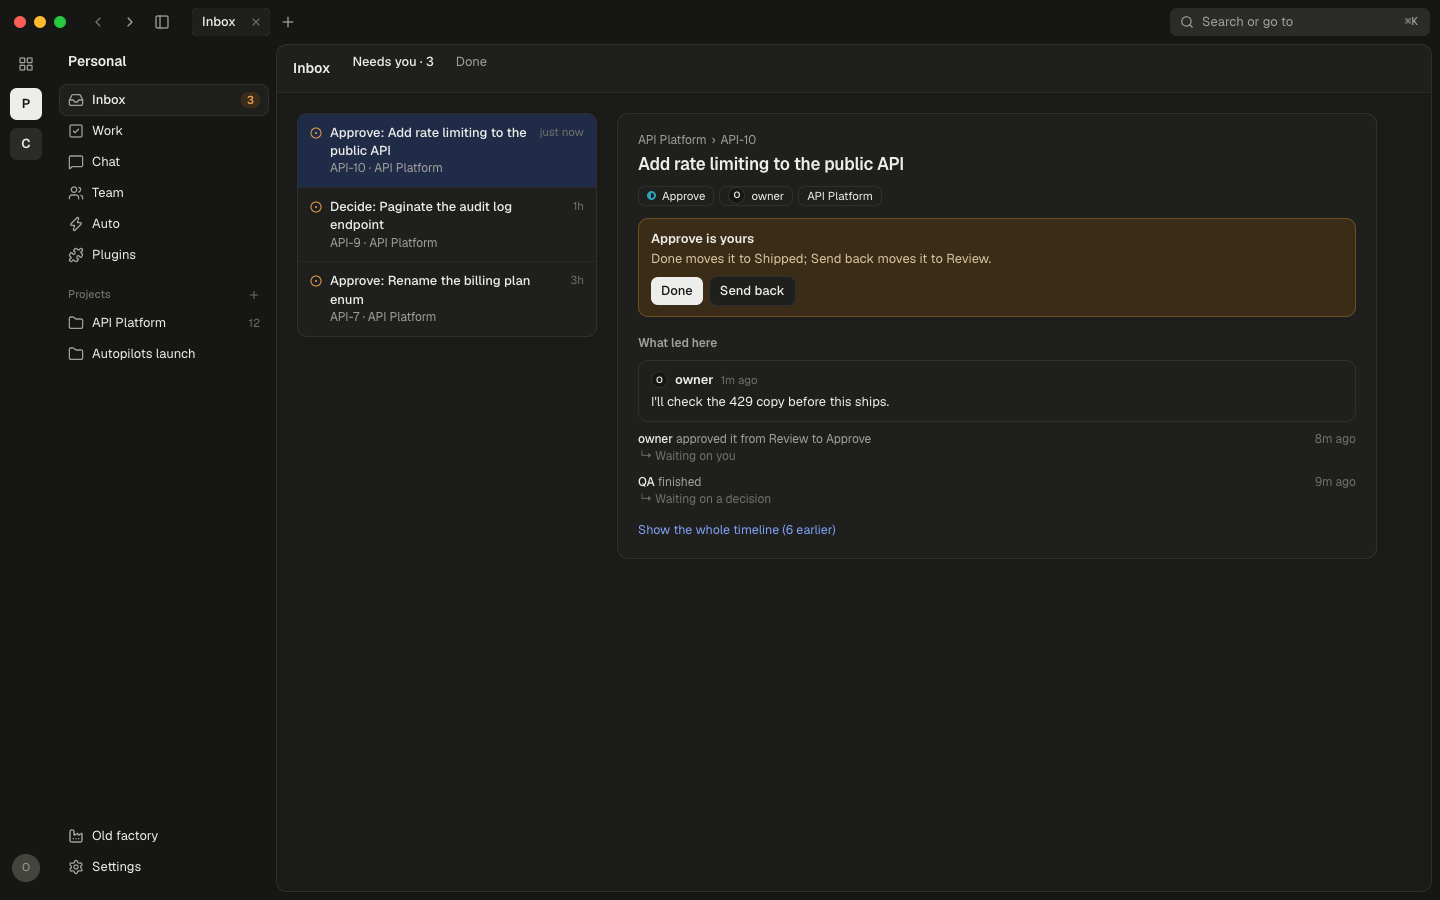 Inbox
Search or go to
⌘K
P
C
O
Personal
Inbox
3
Work
Chat
Team
Auto
Plugins
Projects
API Platform
12
Autopilots launch
Old factory
Settings
Inbox
Needs you · 3
Done
Approve: Add rate limiting to the public API
just now
API-10 · API Platform
Decide: Paginate the audit log endpoint
1h
API-9 · API Platform
Approve: Rename the billing plan enum
3h
API-7 · API Platform
API Platform › API-10
Add rate limiting to the public API
Approve
O owner
API Platform
Approve is yours
Done moves it to Shipped; Send back moves it to Review.
Done
Send back
What led here
O owner 1m ago
I'll check the 429 copy before this ships.
owner approved it from Review to Approve
8m ago
Waiting on you
QA finished
9m ago
Waiting on a decision
Show the whole timeline (6 earlier)